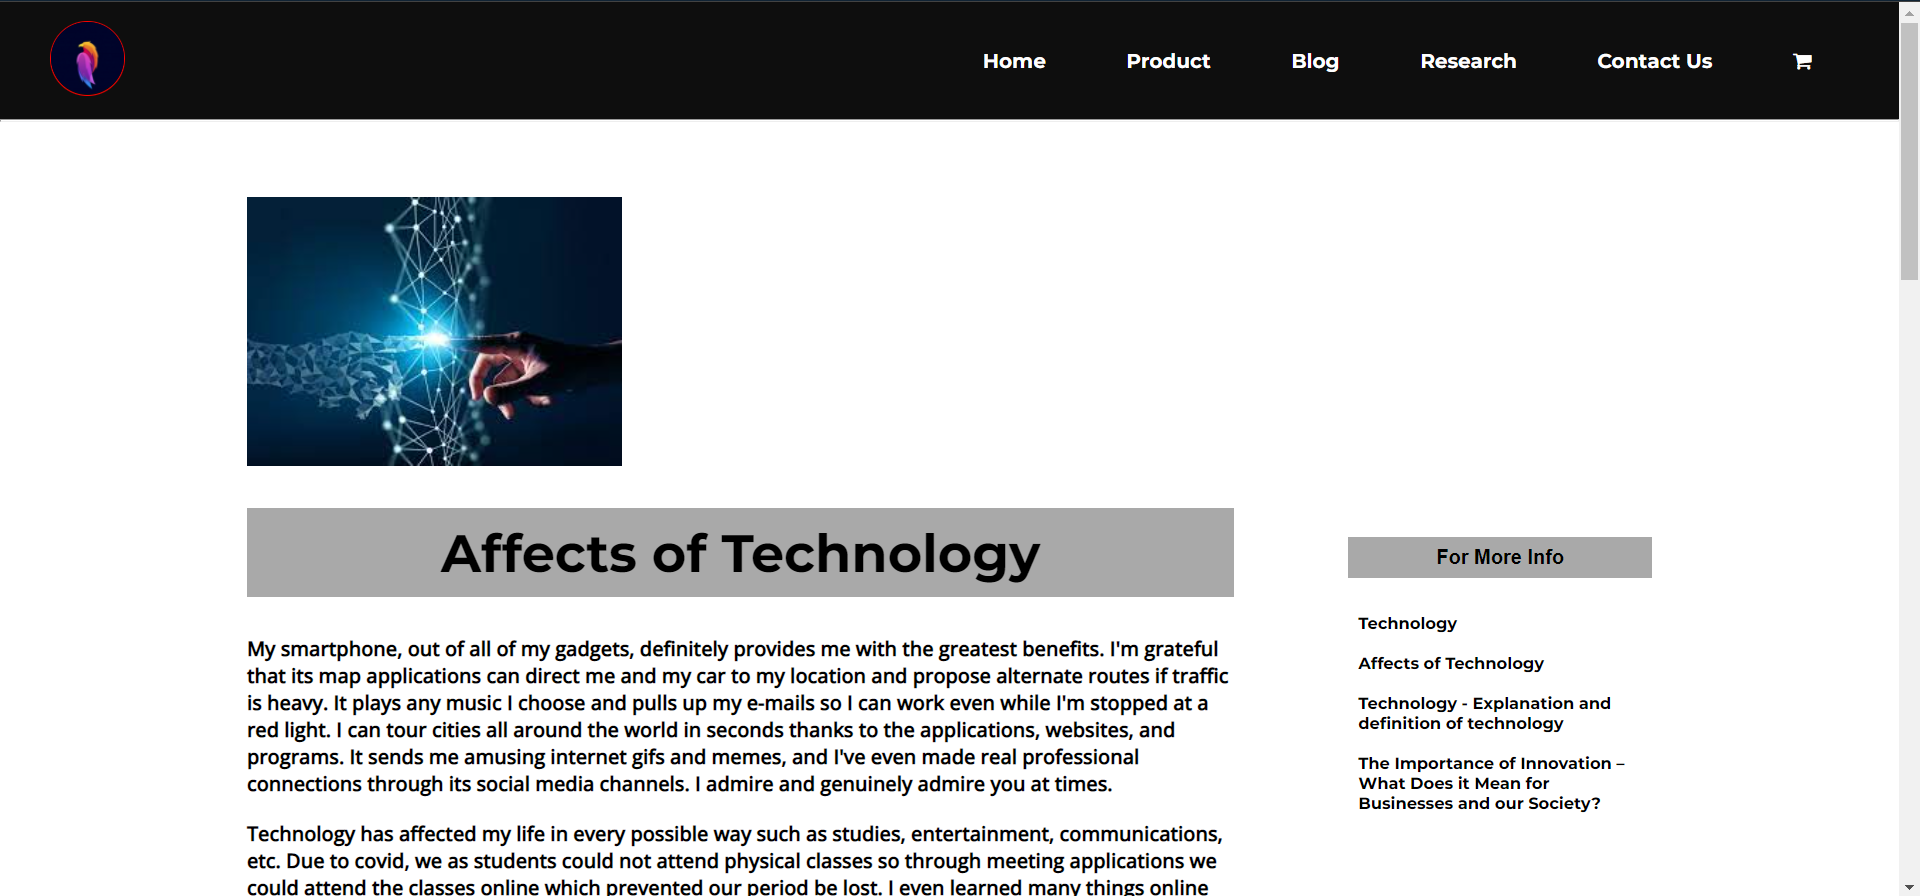 Home Product Blog Research Contact Us
Affects of Technology
My smartphone, out of all of my gadgets, definitely provides me with the greatest benefits. I'm grateful
that its map applications can direct me and my car to my location and propose alternate routes if traffic
is heavy. It plays any music I choose and pulls up my e-mails so I can work even while I'm stopped at a
red light. I can tour cities all around the world in seconds thanks to the applications, websites, and
programs. It sends me amusing internet gifs and memes, and I've even made real professional
connections through its social media channels. I admire and genuinely admire you at times.
Technology has affected my life in every possible way such as studies, entertainment, communications,
etc. Due to covid, we as students could not attend physical classes so through meeting applications we
could attend the classes online which prevented our period be lost. I even learned many things online
For More Info
Technology
Affects of Technology
Technology - Explanation and
definition of technology
The Importance of Innovation –
What Does it Mean for
Businesses and our Society?